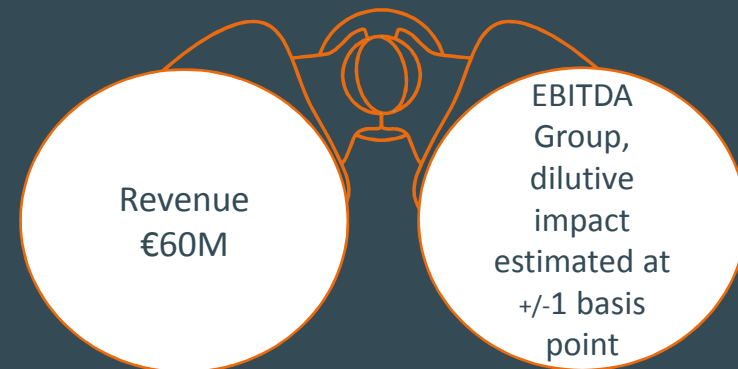 Revenue
€60M
EBITDA
Group,
dilutive
impact
estimated at
+/-1 basis
point